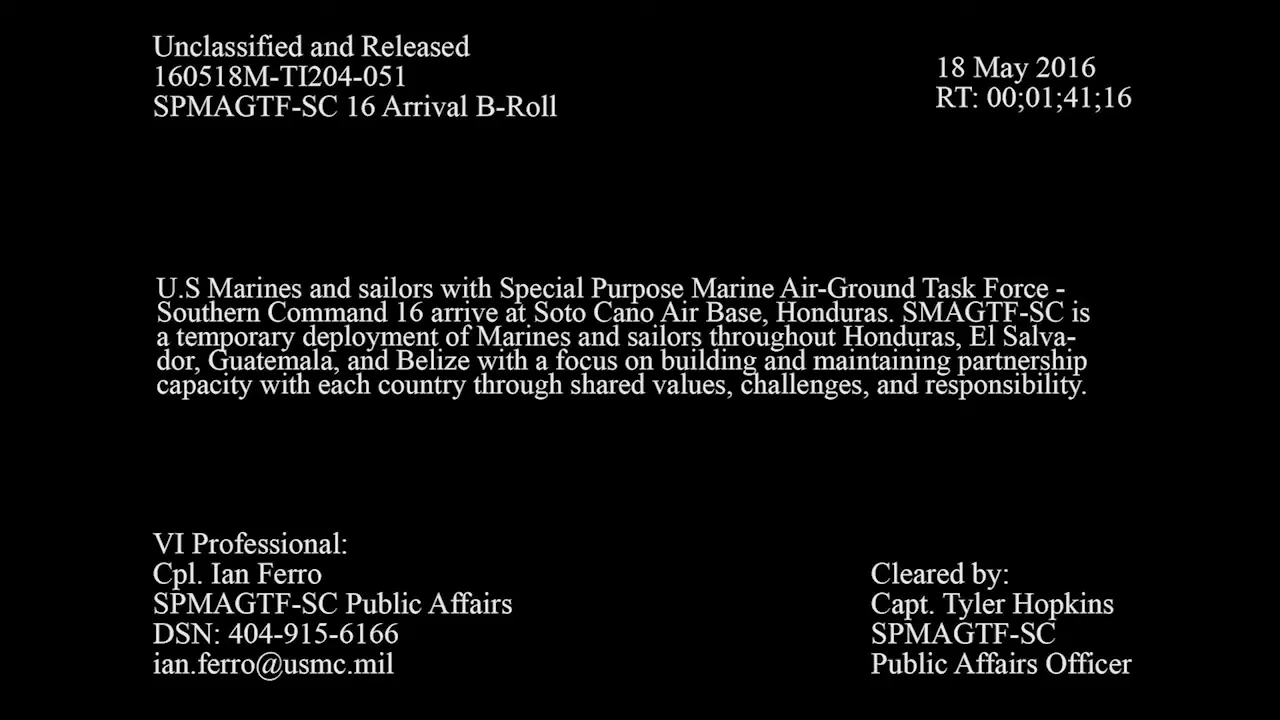 Unclassified and Released
160518M-TI204-051
SPMAGTF-SC 16 Arrival B-Roll
18 May 2016
RT: 00;01;41;16
U.S Marines and sailors with Special Purpose Marine Air-Ground Task Force -
Southern Command 16 arrive at Soto Cano Air Base, Honduras. SMAGTF-SC is
a temporary deployment of Marines and sailors throughout Honduras, El Salva-
dor, Guatemala, and Belize with a focus on building and maintaining partnership
capacity with each country through shared values, challenges, and responsibility.
VI Professional:
Cpl. Ian Ferro
SPMAGTF-SC Public Affairs
DSN: 404-915-6166
ian.ferro@usmc.mil
Cleared by:
Capt. Tyler Hopkins
SPMAGTF-SC
Public Affairs Officer